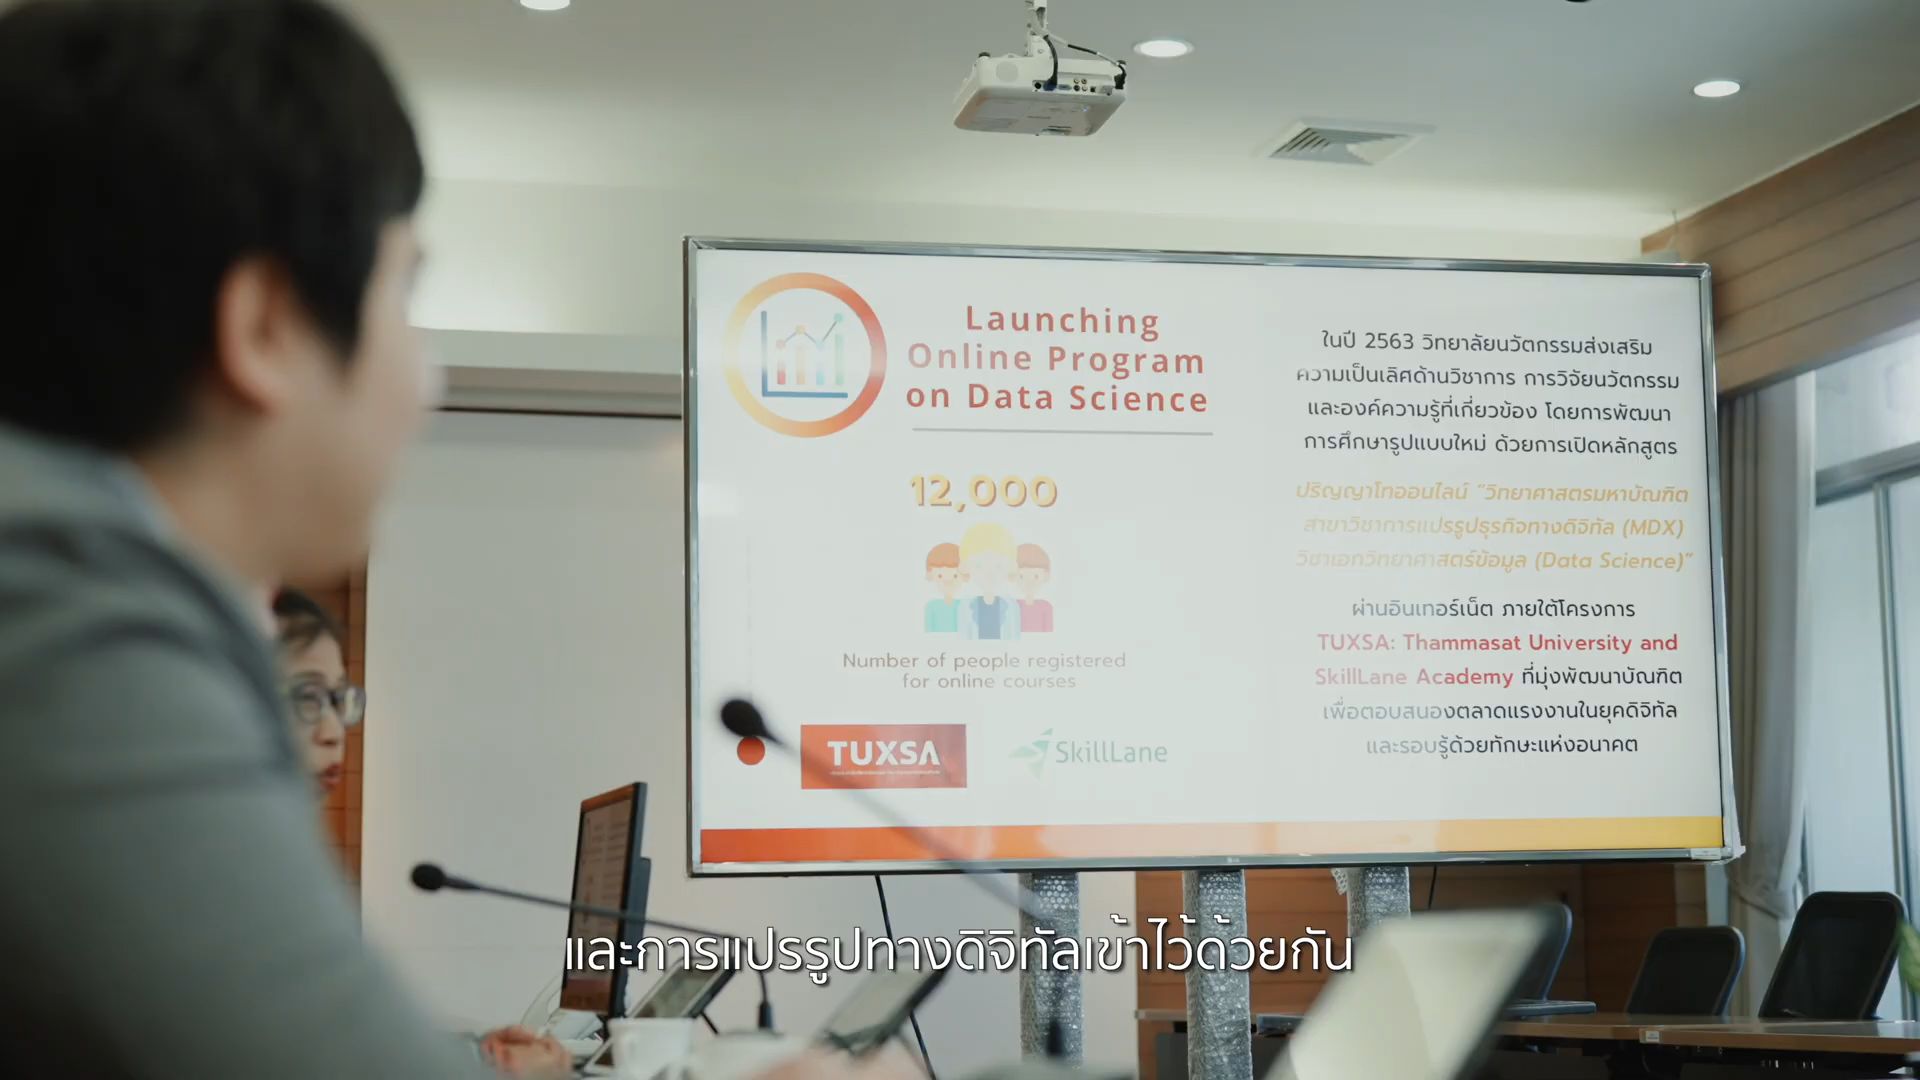 Launching
Online Program
on Data Science
12,000
Number of people registered
for online courses
TUXSA
SkillLane
ในปี 2563 วิทยาลัยนวัตกรรมส่งเสริม
ความเป็นเลิศด้านวิชาการ การวิจัยนวัตกรรม
และองค์ความรู้ที่เกี่ยวข้อง โดยการพัฒนา
การศึกษารูปแบบใหม่ ด้วยการเปิดหลักสูตร
ปริญญาโทออนไลน์ “วิทยาศาสตรมหาบัณฑิต
สาขาวิชาการแปรรูปธุรกิจทางดิจิทัล (MDX)
วิชาเอกวิทยาศาสตร์ข้อมูล (Data Science)”
ผ่านอินเทอร์เน็ต ภายใต้โครงการ
TUXSA: Thammasat University and
SkillLane Academy ที่มุ่งพัฒนาบัณฑิต
เพื่อตอบสนองตลาดแรงงานในยุคดิจิทัล
และรอบรู้ด้วยทักษะแห่งอนาคต
และการแปรรูปทางดิจิทัลเข้าไว้ด้วยกัน